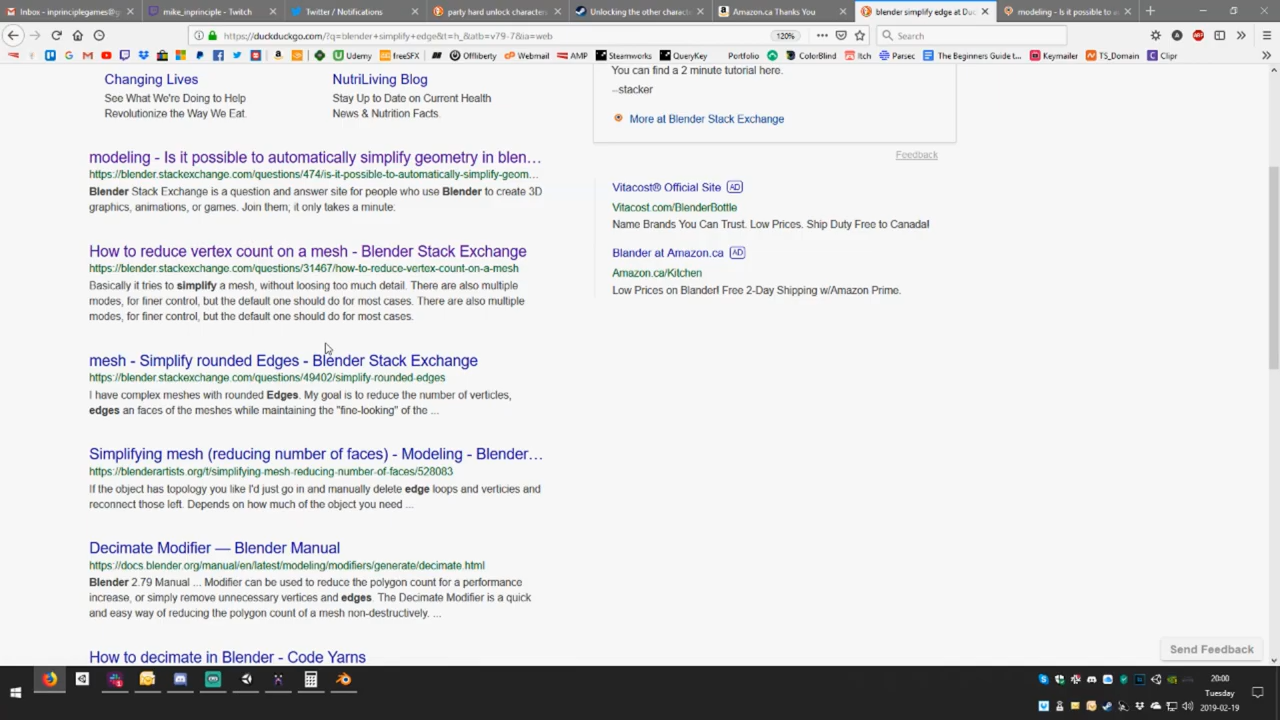 Inbox - inprinciplegames@g
mike_inprinciple - Twitch
Twitter / Notifications
party hard unlock characters
Unlocking the other charact
Amazon.ca Thanks You
blender simplify edge at Duc
modeling - Is it possible to a
https://duckduckgo.com/?q=blender+simplify+edge&t=h_&atb=v79-7&ia=web
120%
Search
Udemy
freeSFX
Offliberty
Webmail
AMP
Steamworks
QueryKey
Portfolio
ColorBlind
Itch
Parsec
The Beginners Guide t...
Keymailer
TS_Domain
Clipr
Changing Lives
See What We're Doing to Help
Revolutionize the Way We Eat.
NutriLiving Blog
Stay Up to Date on Current Health
News & Nutrition Facts.
You can find a 2 minute tutorial here.
--stacker
More at Blender Stack Exchange
Feedback
modeling - Is it possible to automatically simplify geometry in blen...
https://blender.stackexchange.com/questions/474/is-it-possible-to-automatically-simplify-geom...
Blender Stack Exchange is a question and answer site for people who use Blender to create 3D
graphics, animations, or games. Join them; it only takes a minute:
Vitacost® Official Site AD
Vitacost.com/BlenderBottle
Name Brands You Can Trust. Low Prices. Ship Duty Free to Canada!
Blander at Amazon.ca AD
Amazon.ca/Kitchen
Low Prices on Blander! Free 2-Day Shipping w/Amazon Prime.
How to reduce vertex count on a mesh - Blender Stack Exchange
https://blender.stackexchange.com/questions/31467/how-to-reduce-vertex-count-on-a-mesh
Basically it tries to simplify a mesh, without loosing too much detail. There are also multiple
modes, for finer control, but the default one should do for most cases. There are also multiple
modes, for finer control, but the default one should do for most cases.
mesh - Simplify rounded Edges - Blender Stack Exchange
https://blender.stackexchange.com/questions/49402/simplify-rounded-edges
I have complex meshes with rounded Edges. My goal is to reduce the number of verticles,
edges an faces of the meshes while maintaining the "fine-looking" of the ...
Simplifying mesh (reducing number of faces) - Modeling - Blender...
https://blenderartists.org/t/simplifying-mesh-reducing-number-of-faces/528083
If the object has topology you like I'd just go in and manually delete edge loops and verticies and
reconnect those left. Depends on how much of the object you need ...
Decimate Modifier — Blender Manual
https://docs.blender.org/manual/en/latest/modeling/modifiers/generate/decimate.html
Blender 2.79 Manual ... Modifier can be used to reduce the polygon count for a performance
increase, or simply remove unnecessary vertices and edges. The Decimate Modifier is a quick
and easy way of reducing the polygon count of a mesh non-destructively. ...
How to decimate in Blender - Code Yarns
Send Feedback
20:00
Tuesday
2019-02-19